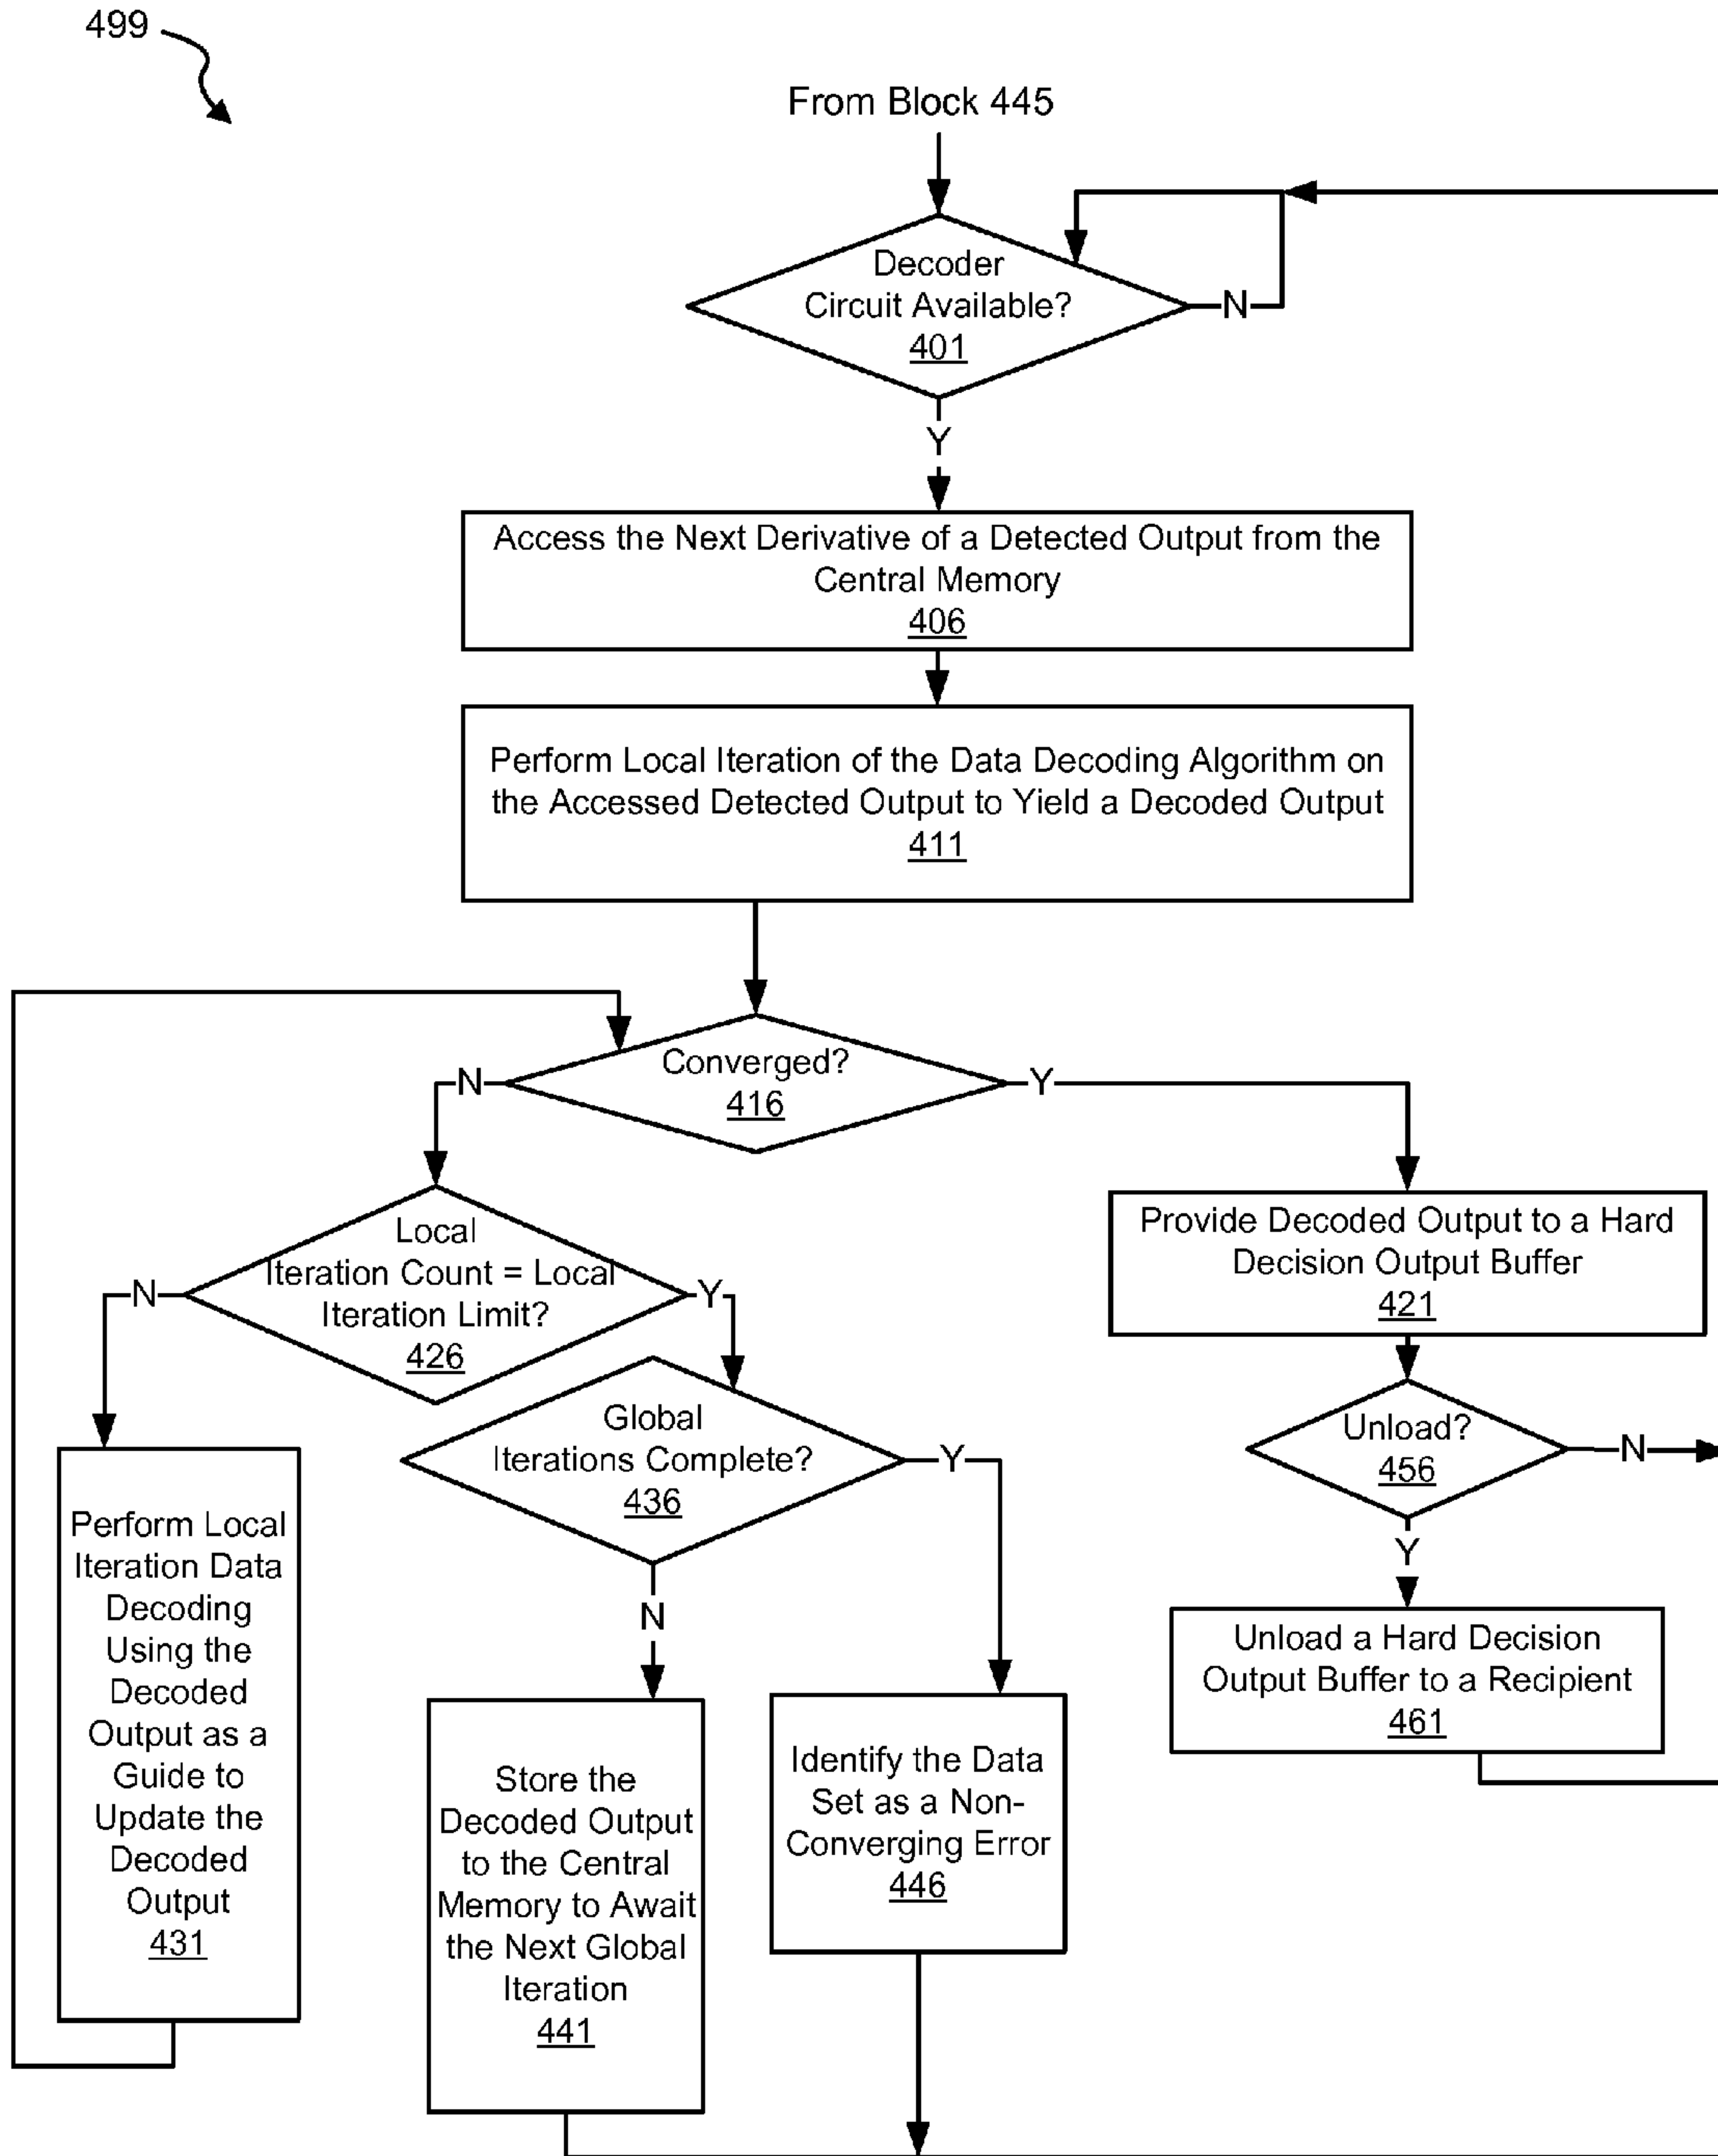 499
From Block 445
Decoder
Circuit Available?
401
N
Y
Access the Next Derivative of a Detected Output from the
Central Memory
406
Perform Local Iteration of the Data Decoding Algorithm on
the Accessed Detected Output to Yield a Decoded Output
411
Converged?
416
N
Y
Local
Iteration Count = Local
Iteration Limit?
426
N
Y
Provide Decoded Output to a Hard
Decision Output Buffer
421
Global
Iterations Complete?
436
Y
N
Unload?
456
N
Y
Perform Local
Iteration Data
Decoding
Using the
Decoded
Output as a
Guide to
Update the
Decoded
Output
431
Store the
Decoded Output
to the Central
Memory to Await
the Next Global
Iteration
441
Identify the Data
Set as a Non-
Converging Error
446
Unload a Hard Decision
Output Buffer to a Recipient
461